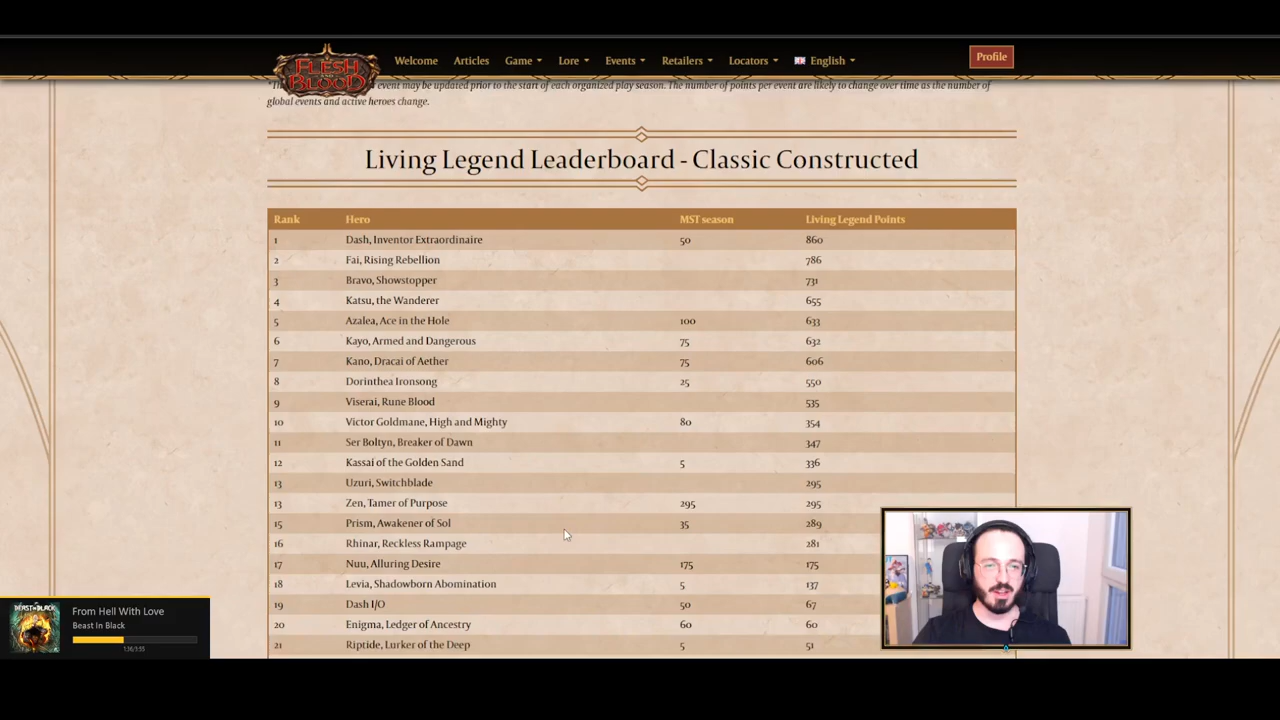 FLESH AND BLOOD
Welcome Articles Game Lore Events Retailers Locators English Profile
event may be updated prior to the start of each organized play season. The number of points per event are likely to change over time as the number of
global events and active heroes change.
Living Legend Leaderboard - Classic Constructed
Rank Hero MST season Living Legend Points
1 Dash, Inventor Extraordinaire 50 860
2 Fai, Rising Rebellion 786
3 Bravo, Showstopper 731
4 Katsu, the Wanderer 655
5 Azalea, Ace in the Hole 100 633
6 Kayo, Armed and Dangerous 75 632
7 Kano, Dracai of Aether 75 606
8 Dorinthea Ironsong 25 550
9 Viserai, Rune Blood 535
10 Victor Goldmane, High and Mighty 80 354
11 Ser Boltyn, Breaker of Dawn 347
12 Kassai of the Golden Sand 5 336
13 Uzuri, Switchblade 295
13 Zen, Tamer of Purpose 295 295
15 Prism, Awakener of Sol 35 289
16 Rhinar, Reckless Rampage 281
17 Nuu, Alluring Desire 175 175
18 Levia, Shadowborn Abomination 5 137
19 Dash I/O 50 67
20 Enigma, Ledger of Ancestry 60 60
21 Riptide, Lurker of the Deep 5 51
BEAST IN BLACK
From Hell With Love
Beast In Black
1:36/3:55